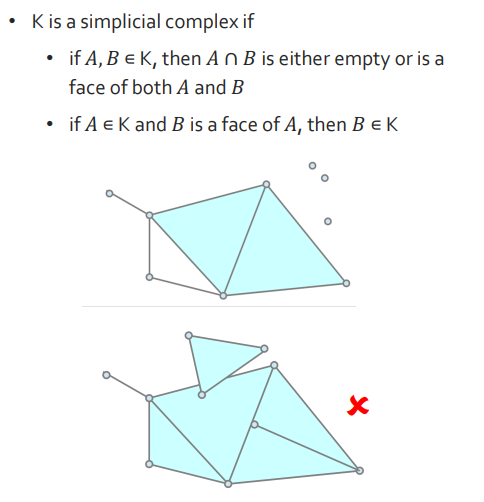 • K is a simplicial complex if
• if A, B ∈ K, then A ∩ B is either empty or is a
face of both A and B
• if A ∈ K and B is a face of A, then B ∈ K